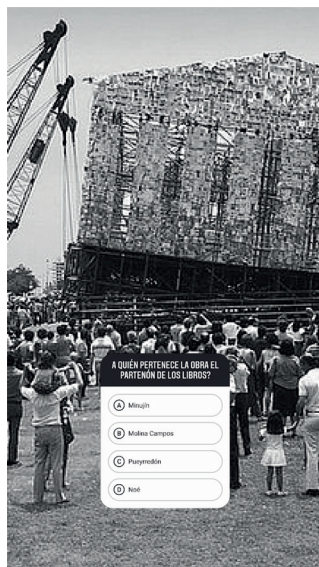 A QUIÉN PERTENECE LA OBRA EL
PARTENÓN DE LOS LIBROS?
A Minujín
B Molina Campos
C Pueyrredón
D Noé